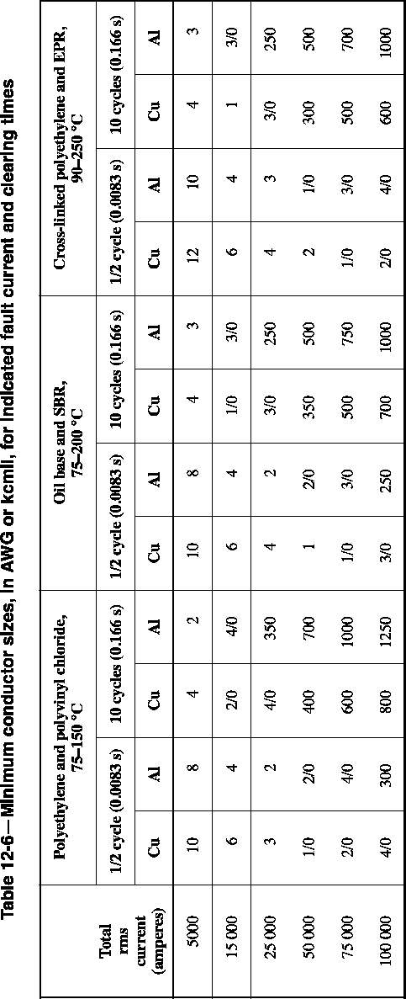 Table 12-6—Minimum conductor sizes, in AWG or kcmil, for indicated fault current and clearing times
Total rms current (amperes) Polyethylene and polyvinyl chloride, 75–150 °C Oil base and SBR, 75–200 °C Cross-linked polyethylene and EPR, 90–250 °C
1/2 cycle (0.0083 s) 10 cycles (0.166 s) 1/2 cycle (0.0083 s) 10 cycles (0.166 s) 1/2 cycle (0.0083 s) 10 cycles (0.166 s)
Cu Al Cu Al Cu Al Cu Al Cu Al Cu Al
5000 10 8 4 2 10 8 4 3 12 10 4 3
15 000 6 4 2/0 4/0 6 4 1/0 3/0 6 4 1 3/0
25 000 3 2 4/0 350 4 2 3/0 250 4 3 3/0 250
50 000 1/0 2/0 400 700 1 2/0 350 500 2 1/0 300 500
75 000 2/0 4/0 600 1000 1/0 3/0 500 750 1/0 3/0 500 700
100 000 4/0 300 800 1250 3/0 250 700 1000 2/0 4/0 600 1000